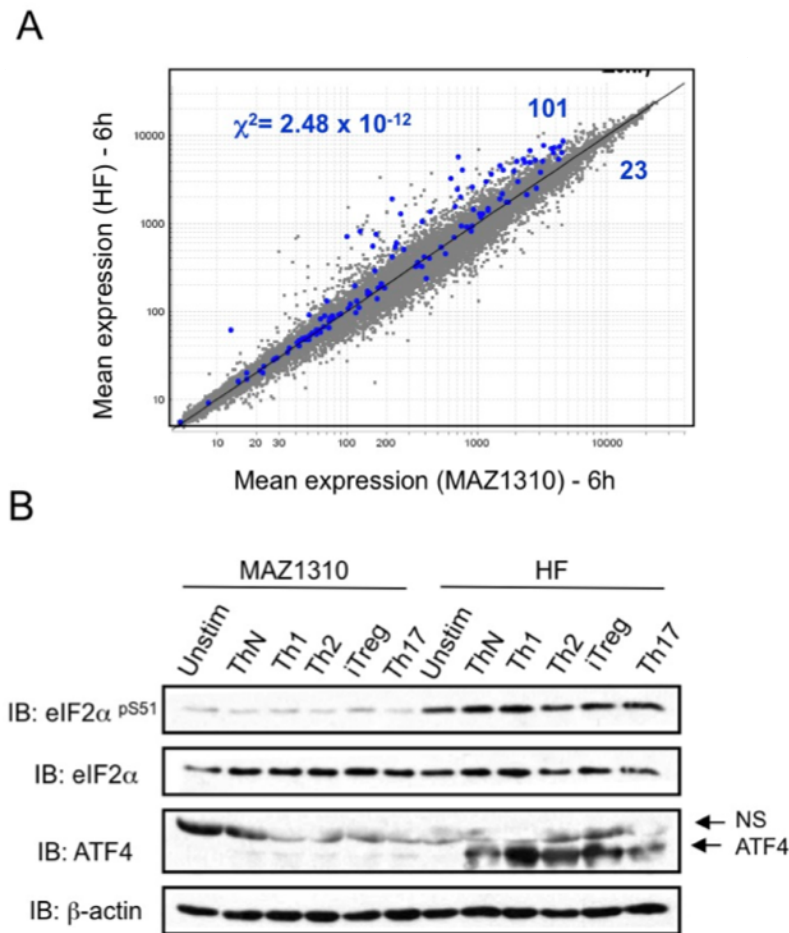 A
χ²= 2.48 x 10⁻¹²
101
23
10000
1000
100
10
10 20 30 100 200 1000 10000
Mean expression (HF) - 6h
Mean expression (MAZ1310) - 6h
B
MAZ1310 HF
Unstim ThN Th1 Th2 iTreg Th17 Unstim ThN Th1 Th2 iTreg Th17
IB: eIF2α pS51
IB: eIF2α
IB: ATF4
NS
ATF4
IB: β-actin